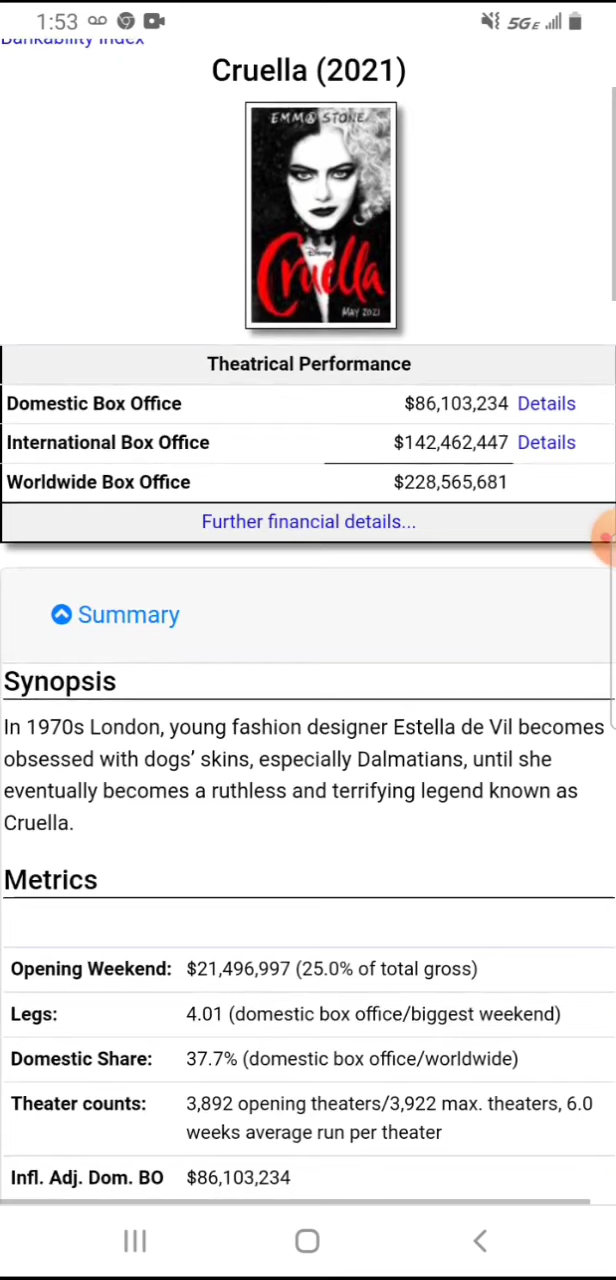 1:53
5GE
Bankability Index
Cruella (2021)
EMMA STONE
Disney
Cruella
MAY 2021
Theatrical Performance
Domestic Box Office $86,103,234 Details
International Box Office $142,462,447 Details
Worldwide Box Office $228,565,681
Further financial details...
Summary
Synopsis
In 1970s London, young fashion designer Estella de Vil becomes
obsessed with dogs’ skins, especially Dalmatians, until she
eventually becomes a ruthless and terrifying legend known as
Cruella.
Metrics
Opening Weekend: $21,496,997 (25.0% of total gross)
Legs: 4.01 (domestic box office/biggest weekend)
Domestic Share: 37.7% (domestic box office/worldwide)
Theater counts: 3,892 opening theaters/3,922 max. theaters, 6.0
weeks average run per theater
Infl. Adj. Dom. BO $86,103,234